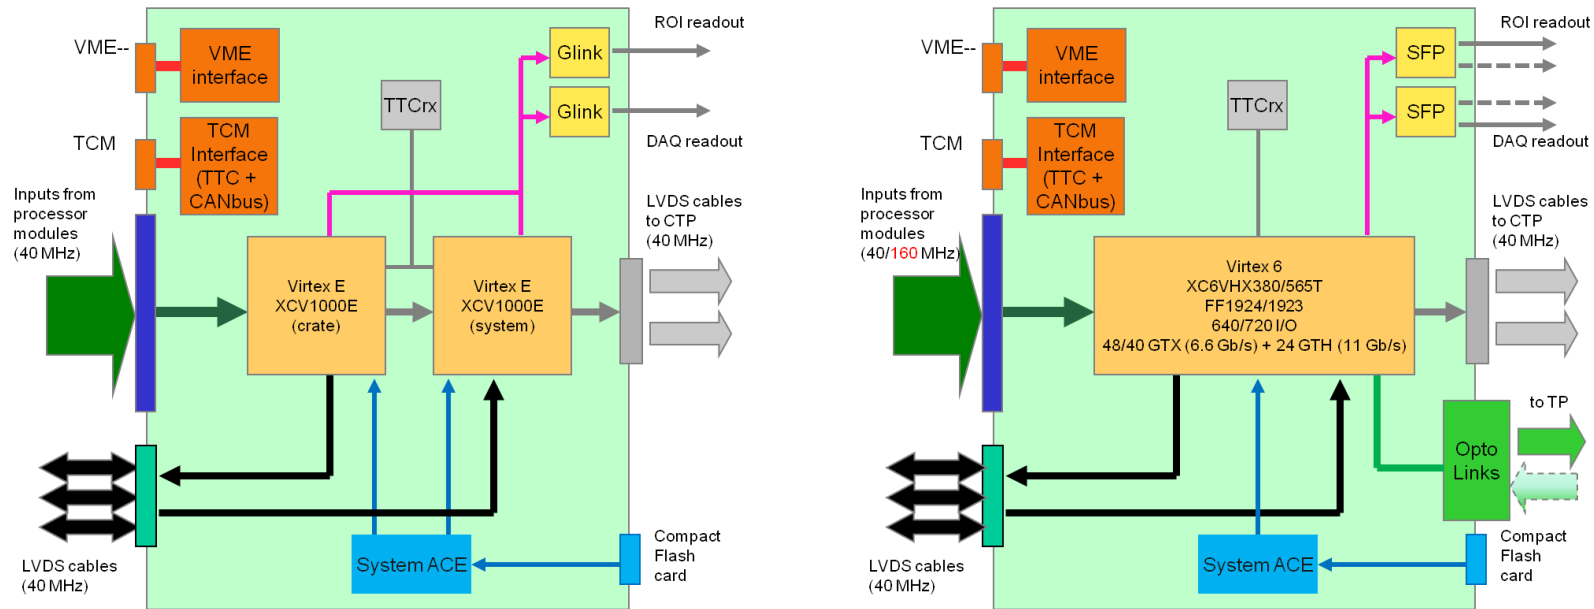 VME--
VME
interface
TTCrx
Glink
ROI readout
Glink
DAQ readout
TCM
TCM
Interface
(TTC +
CANbus)
Inputs from
processor
modules
(40 MHz)
LVDS cables
to CTP
(40 MHz)
Virtex E
XCV1000E
(crate)
Virtex E
XCV1000E
(system)
LVDS cables
(40 MHz)
System ACE
Compact
Flash
card
VME--
VME
interface
TTCrx
SFP
ROI readout
SFP
DAQ readout
TCM
TCM
Interface
(TTC +
CANbus)
Inputs from
processor
modules
(40/160 MHz)
LVDS cables
to CTP
(40 MHz)
Virtex 6
XC6VHX380/565T
FF1924/1923
640/720 I/O
48/40 GTX (6.6 Gb/s) + 24 GTH (11 Gb/s)
to TP
Opto
Links
LVDS cables
(40 MHz)
System ACE
Compact
Flash
card